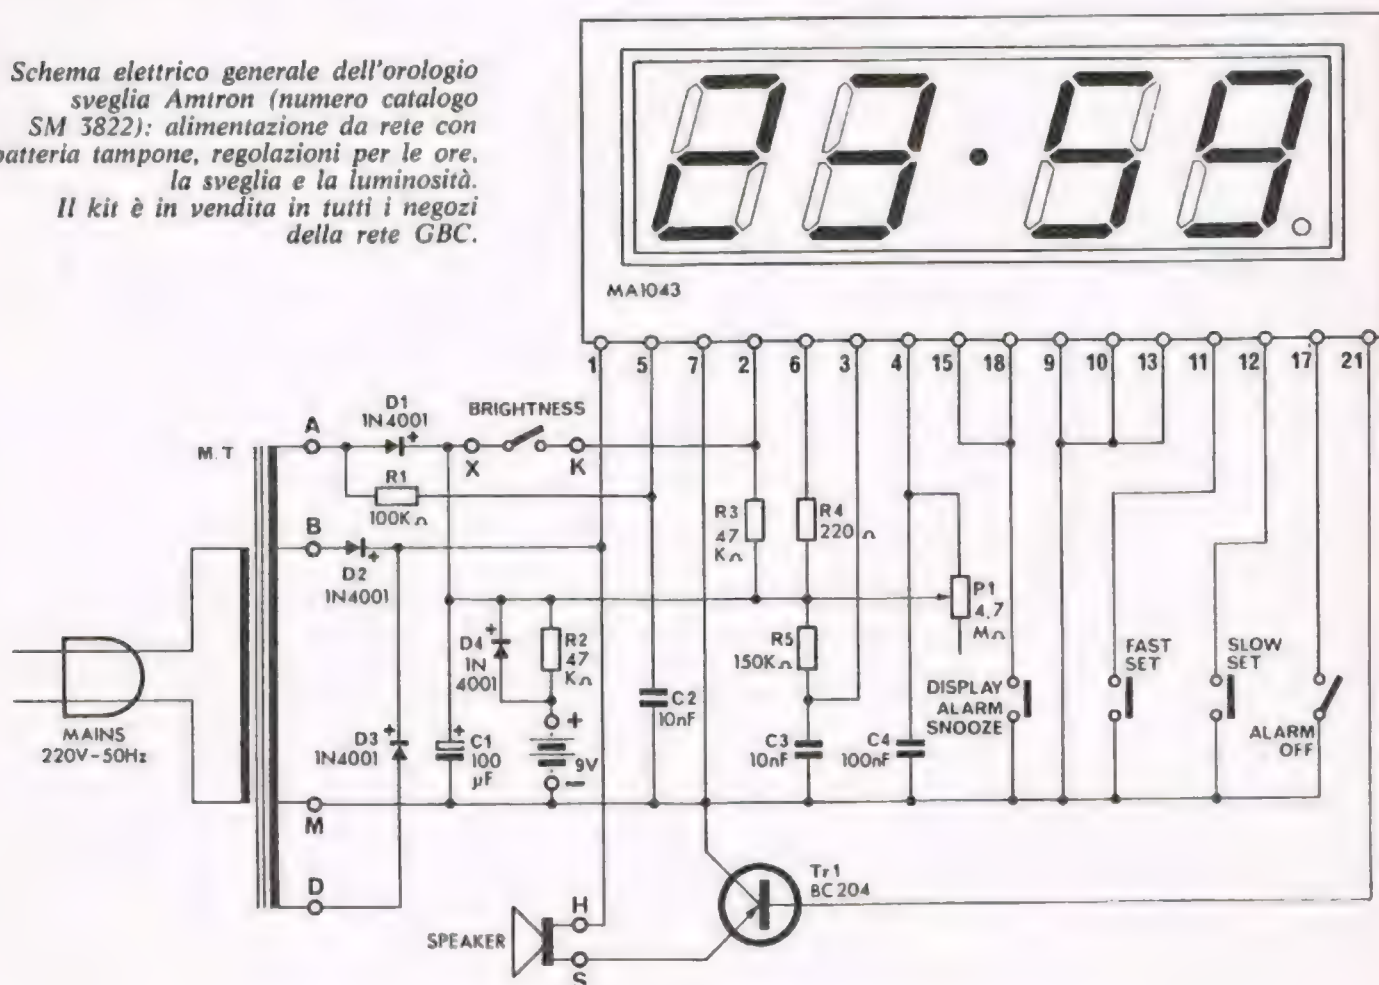 Schema elettrico generale dell'orologio
sveglia Amtron (numero catalogo
SM 3822): alimentazione da rete con
batteria tampone, regolazioni per le ore,
la sveglia e la luminosità.
Il kit è in vendita in tutti i negozi
della rete GBC.
23·59
MA1043
1 5 7 2 6 3 4 15 18 9 10 13 11 12 17 21
M.T
A
D1
1N4001
BRIGHTNESS
X K
R1
100KΩ
B
D2
1N4001
R3
47
KΩ
R4
220Ω
P1
4,7
MΩ
D4
1N
4001
R2
47
KΩ
R5
150KΩ
FAST
SET
SLOW
SET
DISPLAY
ALARM
SNOOZE
ALARM
OFF
MAINS
220V-50Hz
D3
1N4001
C1
100
µF
+
9V
−
C2
10nF
C3
10nF
C4
100nF
M
D
Tr1
BC204
SPEAKER
H
S